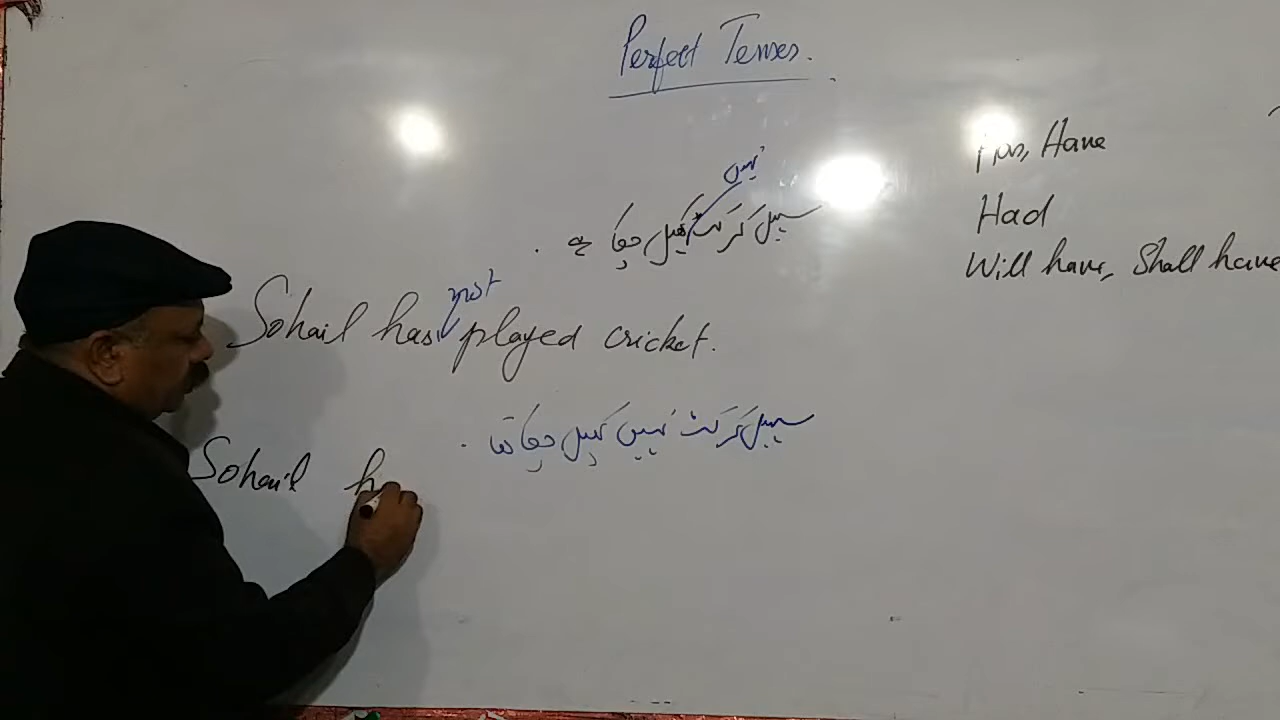 Perfect Tenses.
Has, Have
Had
Will have, Shall have
نہیں
سہیل کرکٹ کھیل چکا ہے۔
not
Sohail has played cricket.
سہیل کرکٹ نہیں کھیل چکا تھا۔
Sohail h